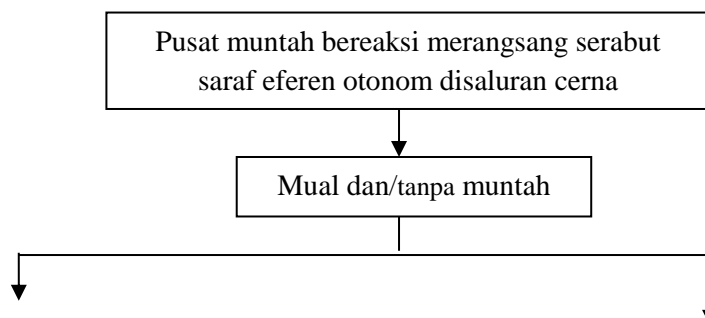 Pusat muntah bereaksi merangsang serabut
saraf eferen otonom disaluran cerna
Mual dan/tanpa muntah